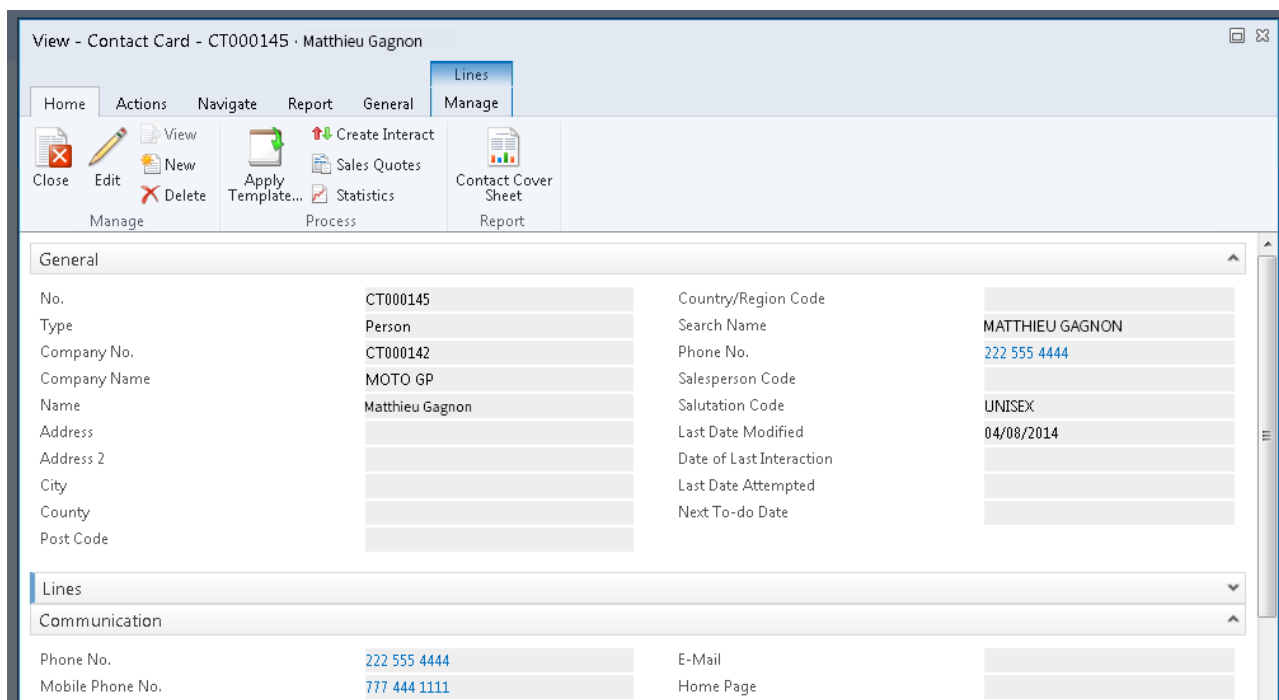 View - Contact Card - CT000145 · Matthieu Gagnon
Lines
Home Actions Navigate Report General Manage
Close
Edit
View
New
Delete
Manage
Apply Template...
Create Interact
Sales Quotes
Statistics
Process
Contact Cover Sheet
Report
General
No. CT000145
Type Person
Company No. CT000142
Company Name MOTO GP
Name Matthieu Gagnon
Address
Address 2
City
County
Post Code
Country/Region Code
Search Name MATTHIEU GAGNON
Phone No. 222 555 4444
Salesperson Code
Salutation Code UNISEX
Last Date Modified 04/08/2014
Date of Last Interaction
Last Date Attempted
Next To-do Date
Lines
Communication
Phone No. 222 555 4444
Mobile Phone No. 777 444 1111
E-Mail
Home Page